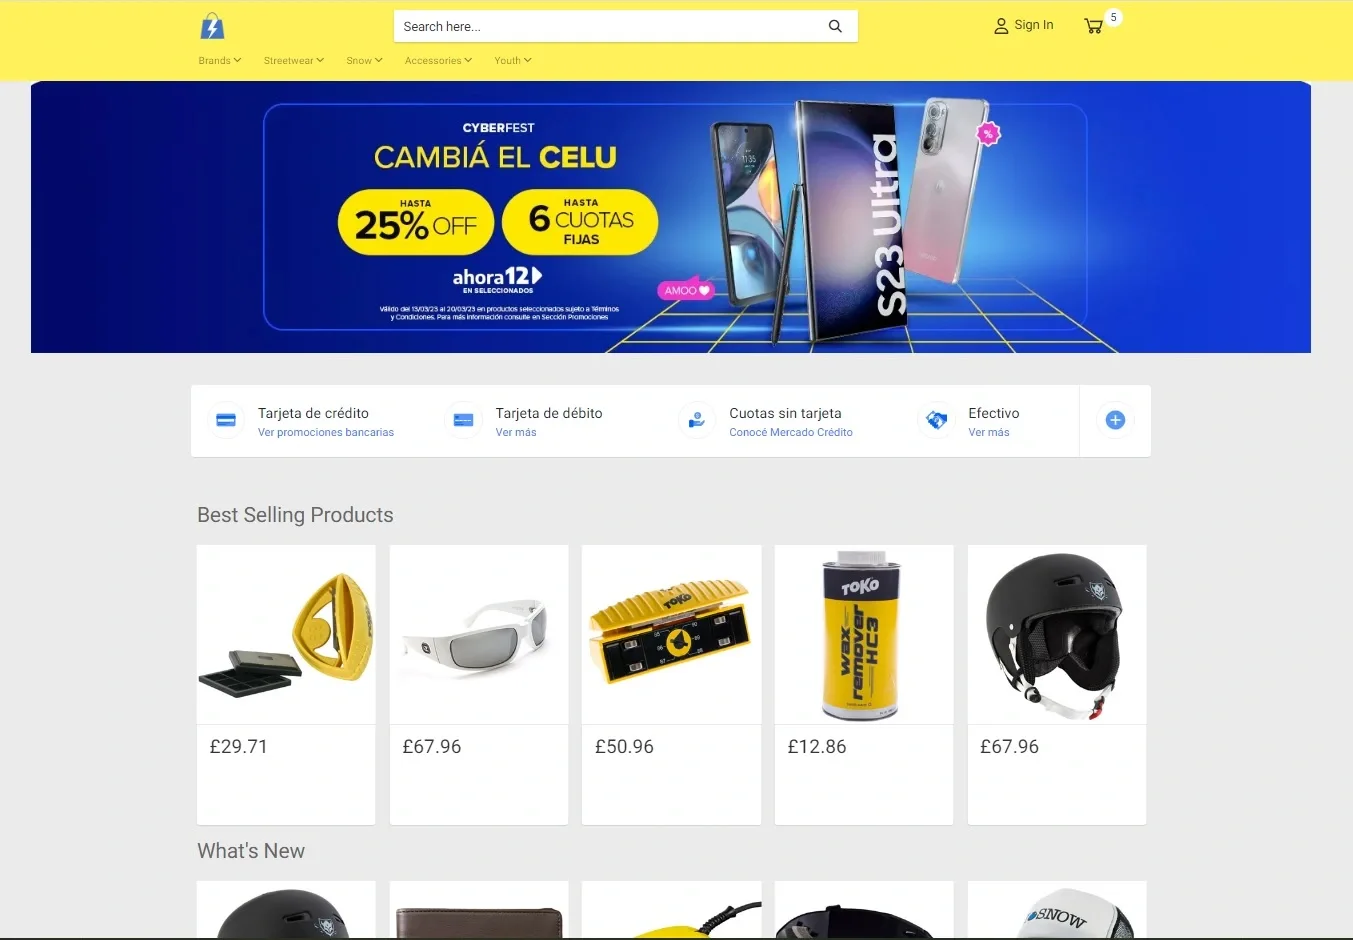 Search here...
Sign In
5
Brands
Streetwear
Snow
Accessories
Youth
CYBERFEST
CAMBIÁ EL CELU
HASTA
25% OFF
HASTA
6 CUOTAS
FIJAS
ahora12
EN SELECCIONADOS
Válido del 13/03/23 al 20/03/23 en productos seleccionados sujeto a Términos
y Condiciones. Para más información consulte en Sección Promociones
AMOO
S23 Ultra
%
Tarjeta de crédito
Ver promociones bancarias
Tarjeta de débito
Ver más
Cuotas sin tarjeta
Conocé Mercado Crédito
Efectivo
Ver más
Best Selling Products
TOKO
TOKO
wax
remover
HC3
£29.71
£67.96
£50.96
£12.86
£67.96
What's New
SNOW